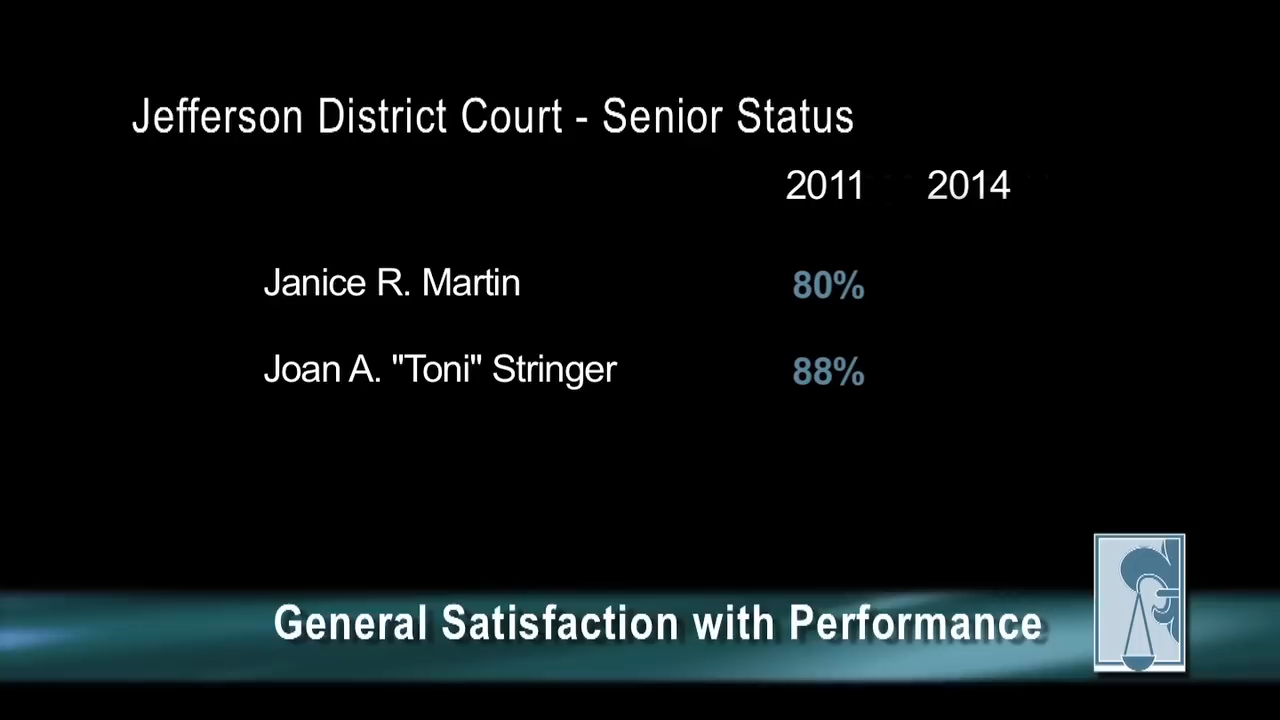 Jefferson District Court - Senior Status
2011 2014
Janice R. Martin 80%
Joan A. "Toni" Stringer 88%
General Satisfaction with Performance